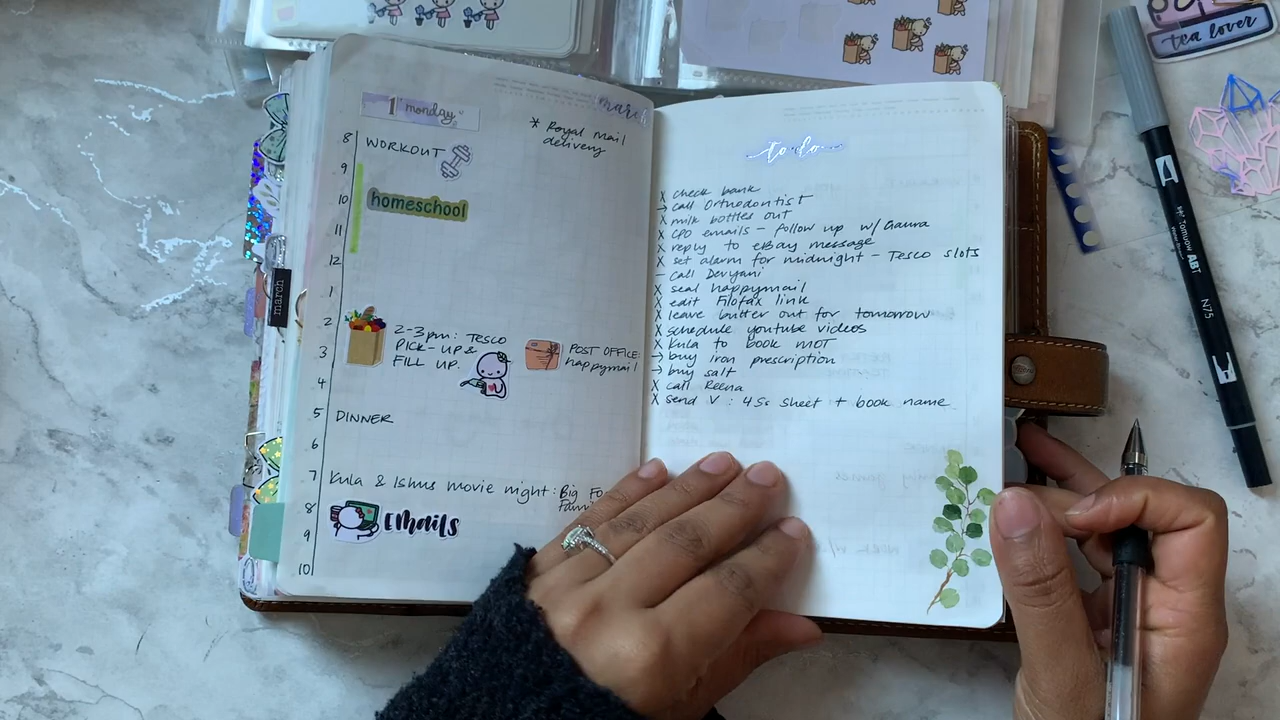 tea lover
1 monday
march
* Royal mail
delivery
8 WORKOUT
9
10 homeschool
11
12
1
2 2-3pm: TESCO
PICK-UP &
3 FILL UP.
POST OFFICE:
happymail
4
5 DINNER
6
7 Kula & Ishus movie night: Big
8 EMAILS
9
10
march
to do
X check bank
→ call Orthodontist
X milk bottles out
X CPO emails - follow up w/
X reply to eBay message
X set alarm for midnight - Tesco slots
- call Devyani
X seal happymail
X edit Filofax link
X leave butter out for tomorrow
X schedule youtube videos
X Kula to book MOT
→ buy iron prescription
→ buy salt
X call Reena
X send V : sheet + book name
Tombow ABT
N75